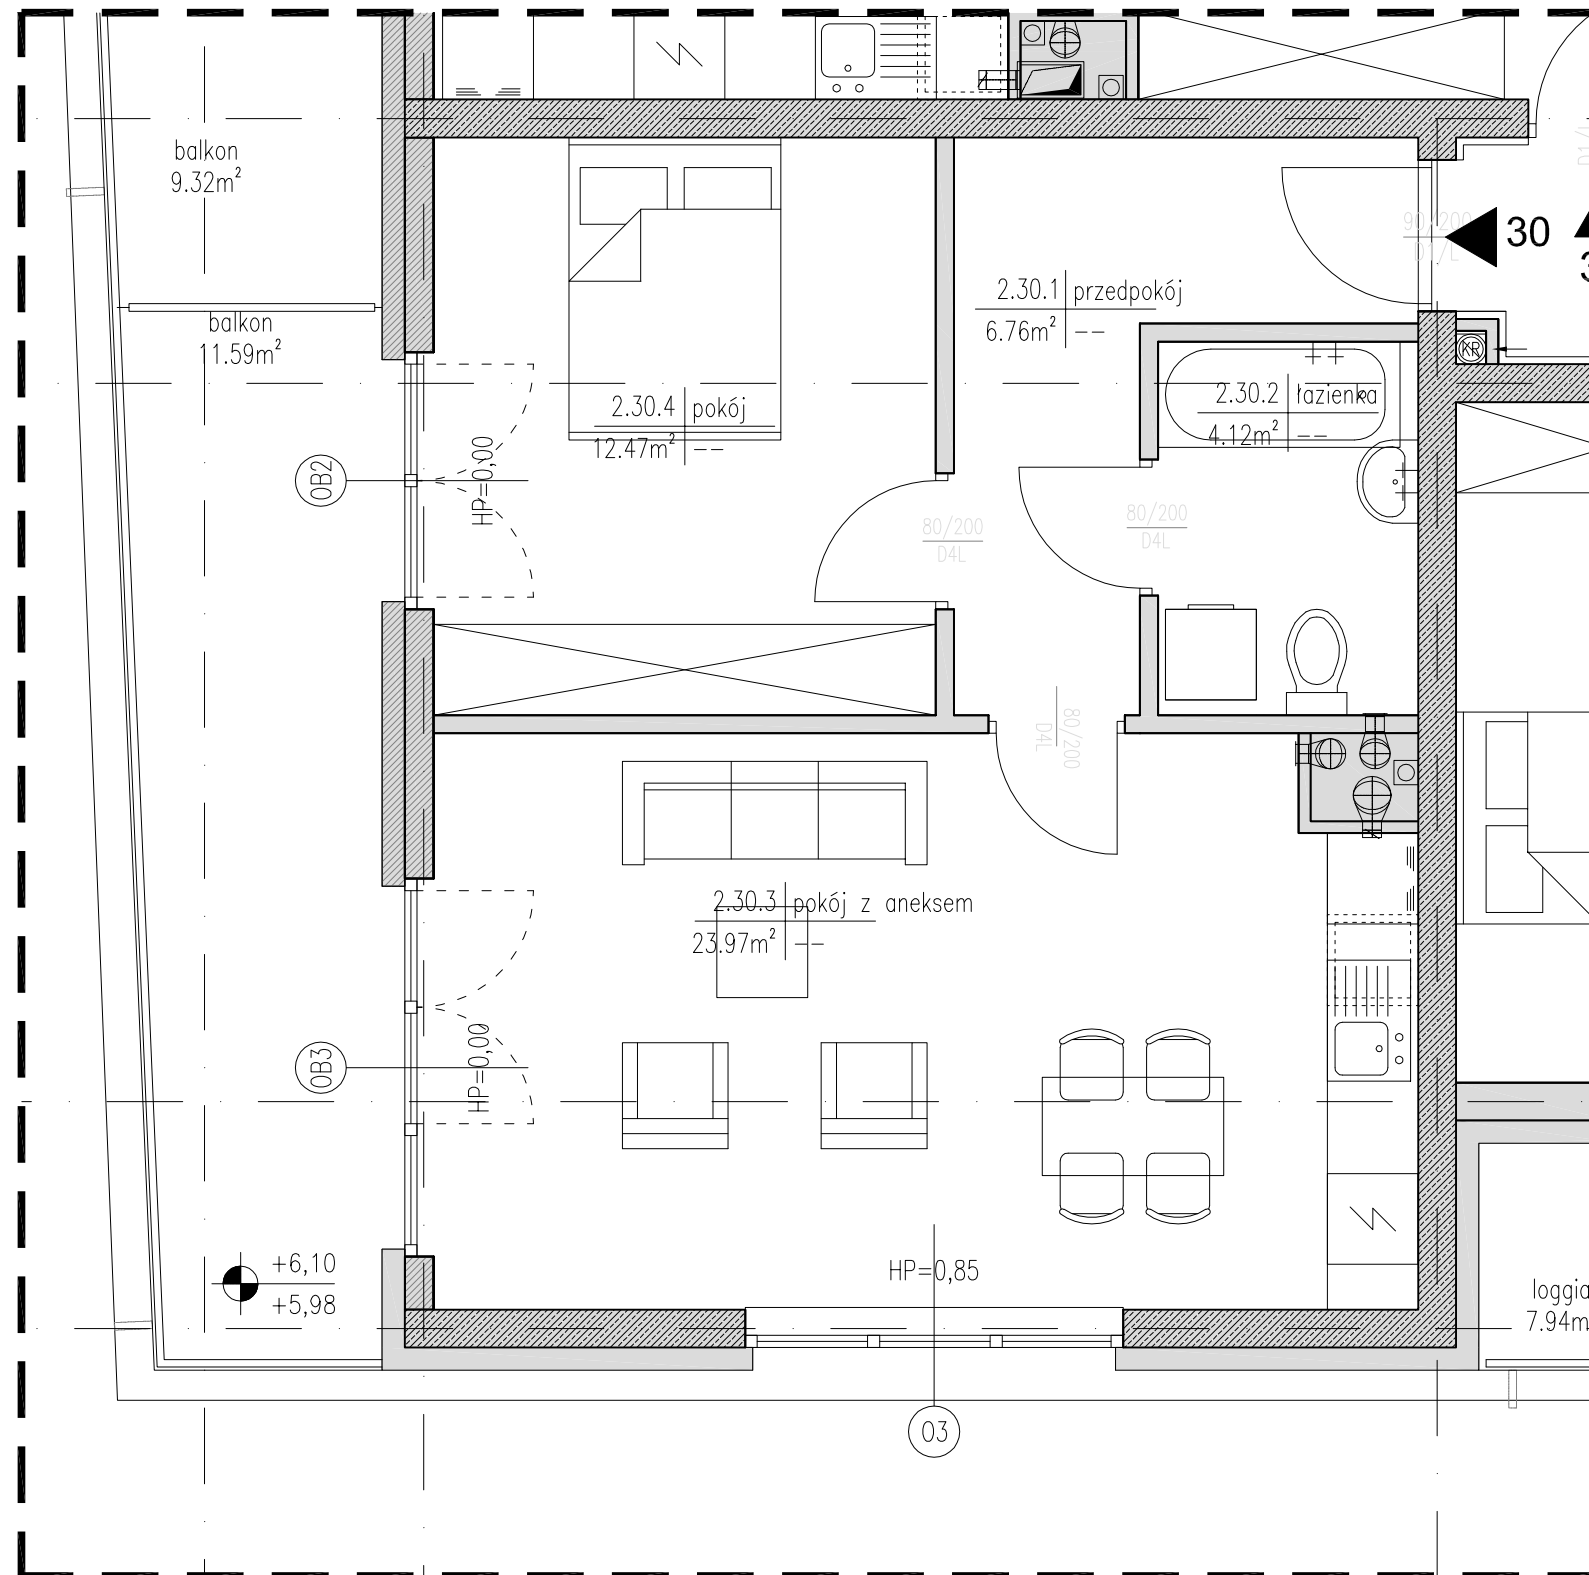 balkon
9.32m²
balkon
11.59m²
90/200
D1/L
30
2.30.1 przedpokój
6.76m² --
KR
2.30.2 łazienka
4.12m² --
2.30.4 pokój
12.47m² --
OB2
HP=0,00
80/200
D4L
80/200
D4L
80/200
D4L
2.30.3 pokój z aneksem
23.97m² --
OB3
HP=0,00
+6,10
+5,98
HP=0,85
loggia
7.94m
03